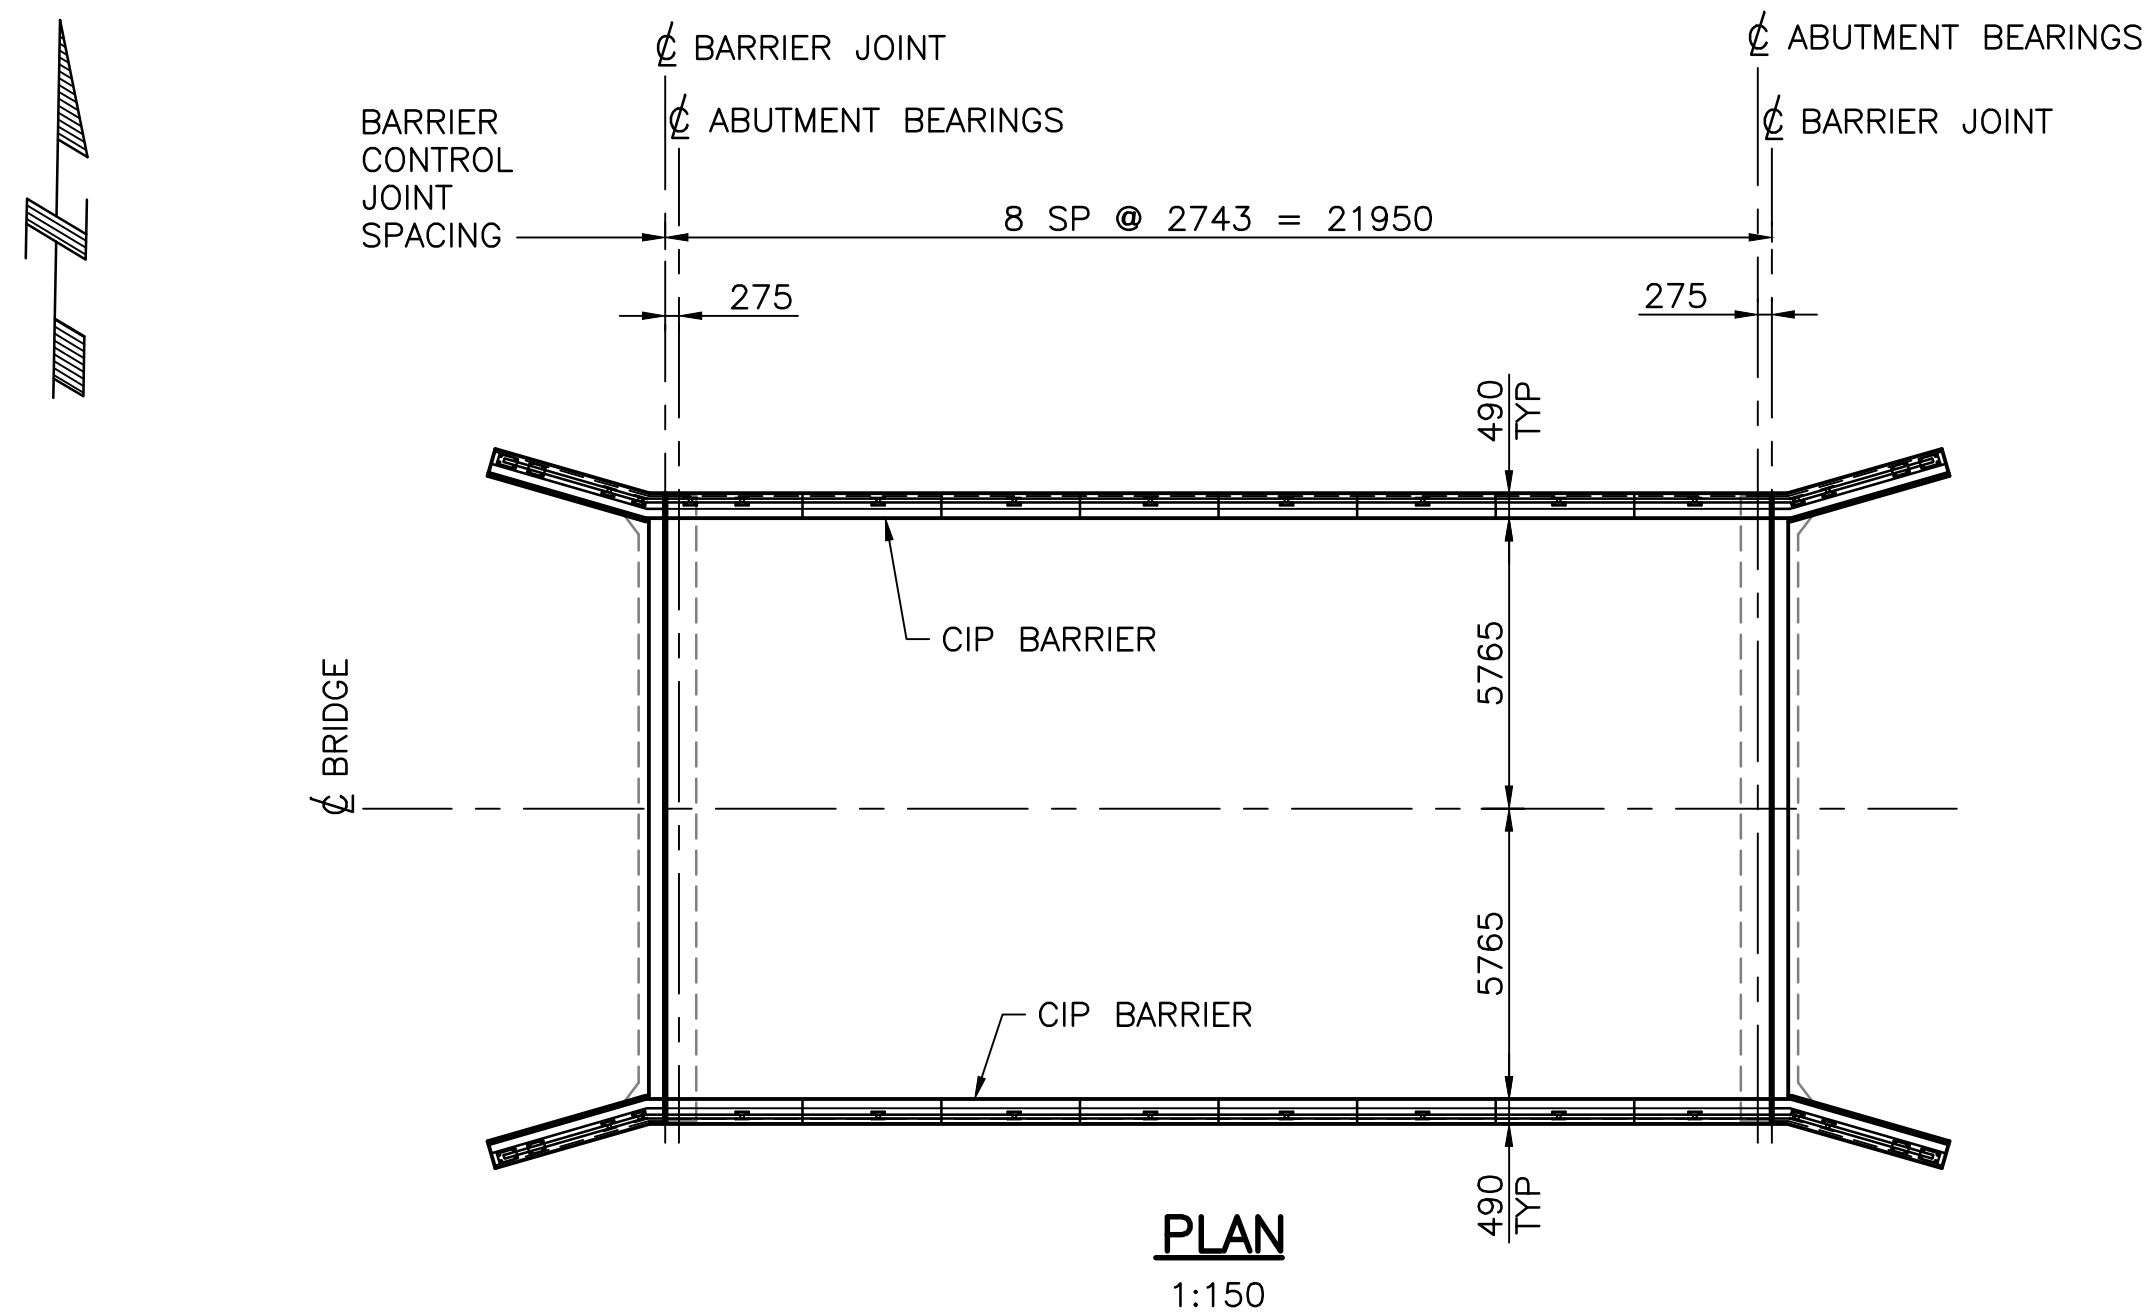 ℄ BARRIER JOINT
℄ ABUTMENT BEARINGS
℄ ABUTMENT BEARINGS
℄ BARRIER JOINT
BARRIER
CONTROL
JOINT
SPACING
8 SP @ 2743 = 21950
275
275
490
TYP
CIP BARRIER
5765
℄ BRIDGE
5765
CIP BARRIER
490
TYP
PLAN
1:150